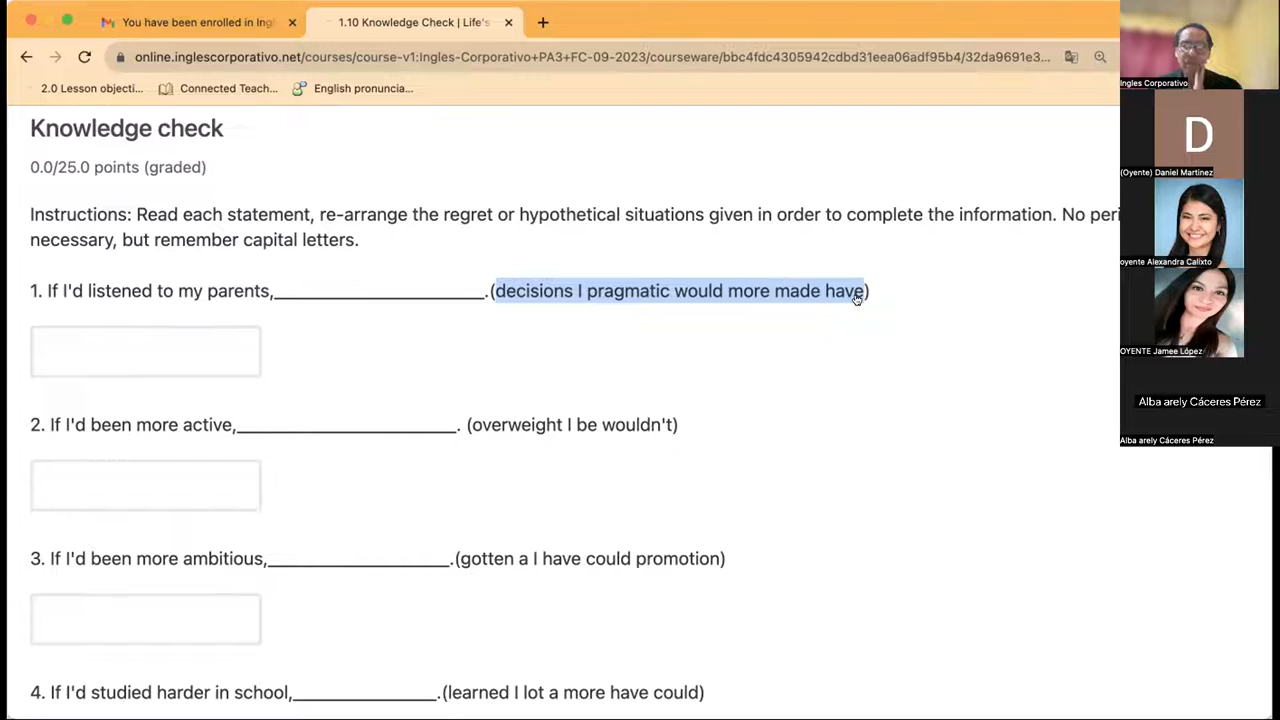 You have been enrolled in Ingl
1.10 Knowledge Check | Life's
online.inglescorporativo.net/courses/course-v1:Ingles-Corporativo+PA3+FC-09-2023/courseware/bbc4fdc4305942cdbd31eea06adf95b4/32da9691e3...
2.0 Lesson objecti... Connected Teach... English pronuncia...
Knowledge check
0.0/25.0 points (graded)
Instructions: Read each statement, re-arrange the regret or hypothetical situations given in order to complete the information. No peri
necessary, but remember capital letters.
1. If I'd listened to my parents,______________________.(decisions I pragmatic would more made have)
2. If I'd been more active,_______________________. (overweight I be wouldn't)
3. If I'd been more ambitious,___________________.(gotten a I have could promotion)
4. If I'd studied harder in school,_______________.(learned I lot a more have could)
Ingles Corporativo
D
(Oyente) Daniel Martinez
oyente Alexandra Calixto
OYENTE Jamee López
Alba arely Cáceres Pérez
Alba arely Cáceres Pérez